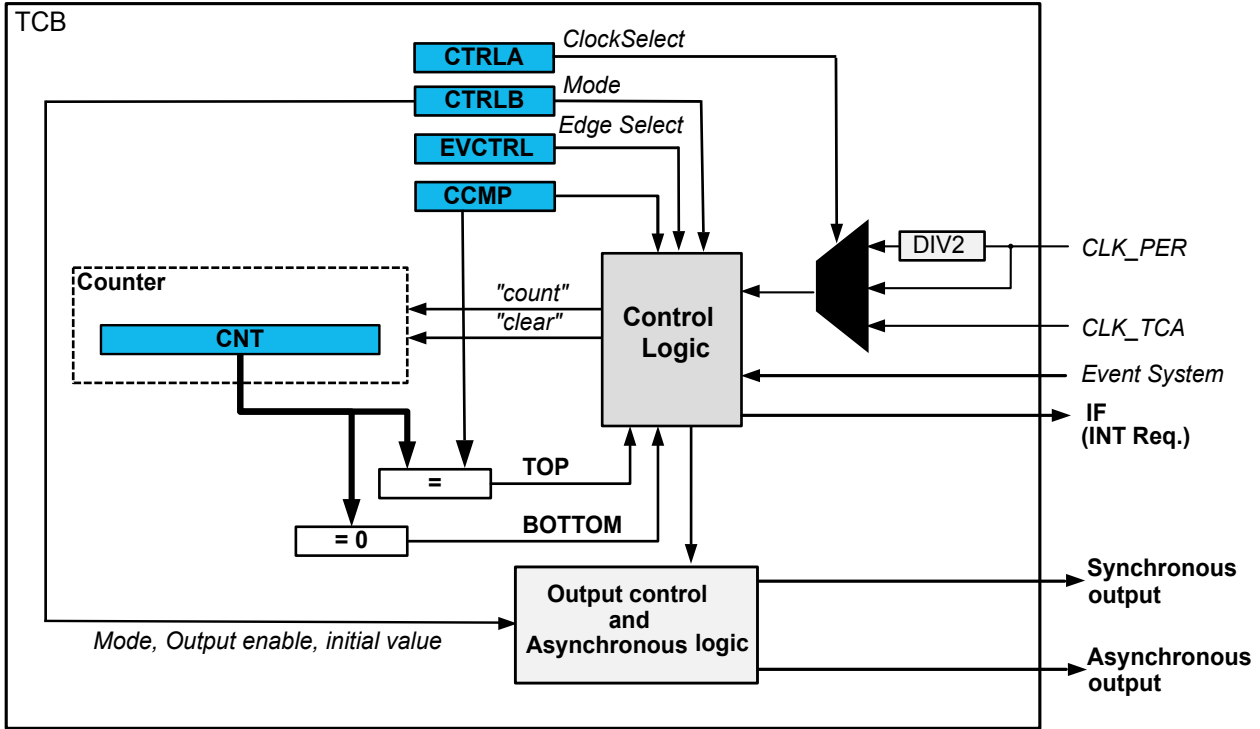 TCB
ClockSelect
CTRLA
Mode
CTRLB
Edge Select
EVCTRL
CCMP
DIV2
CLK_PER
Counter
"count"
"clear"
CNT
Control
Logic
CLK_TCA
Event System
IF
(INT Req.)
=
TOP
= 0
BOTTOM
Output control
and
Asynchronous logic
Mode, Output enable, initial value
Synchronous
output
Asynchronous
output